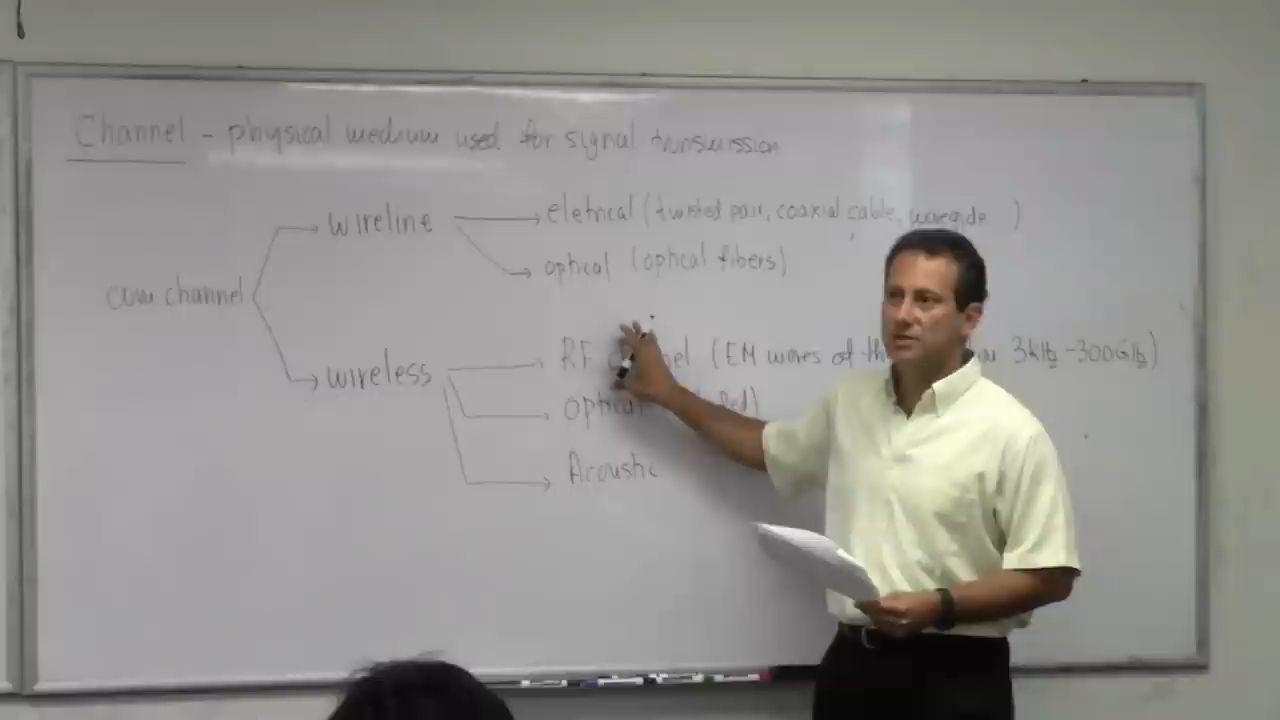 Channel - physical medium used for signal transmission
wireline
eletrical (twisted pair, coaxial cable, )
optical (optical fibers)
com channel
wireless
RF (EM waves of 3kHz - 300GHz)
optical
Acoustic